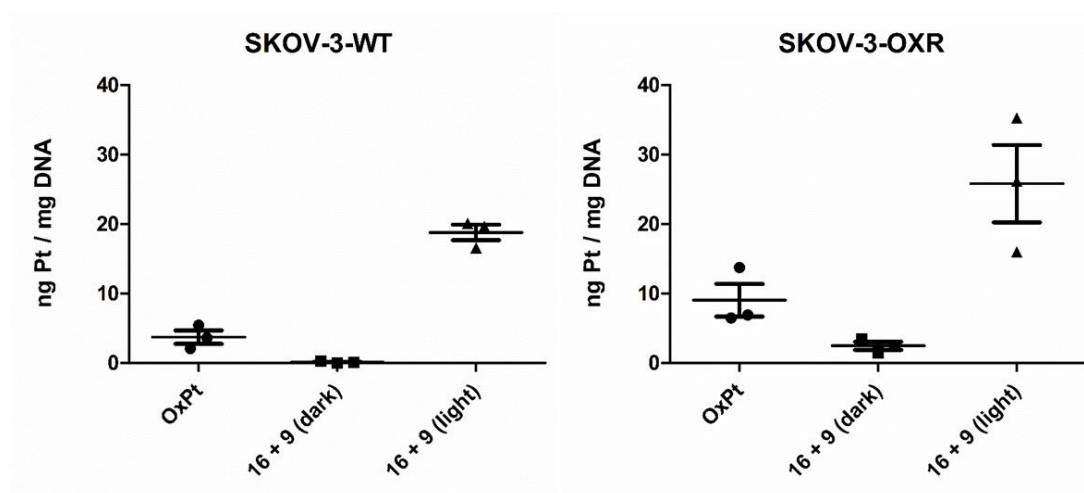 SKOV-3-WT
ng Pt / mg DNA
40
30
20
10
0
OxPt
16 + 9 (dark)
16 + 9 (light)
SKOV-3-OXR
ng Pt / mg DNA
40
30
20
10
0
OxPt
16 + 9 (dark)
16 + 9 (light)